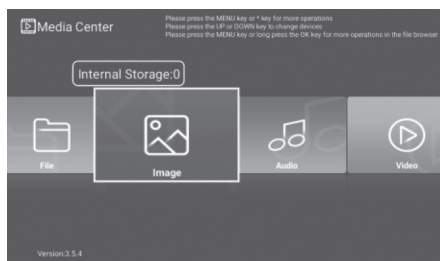 Media Center
Please press the MENU key or * key for more operations
Please press the UP or DOWN key to change devices
Please press the MENU key or long press the OK key for more operations in the file browser
Internal Storage:0
File
Image
Audio
Video
Version:3.5.4